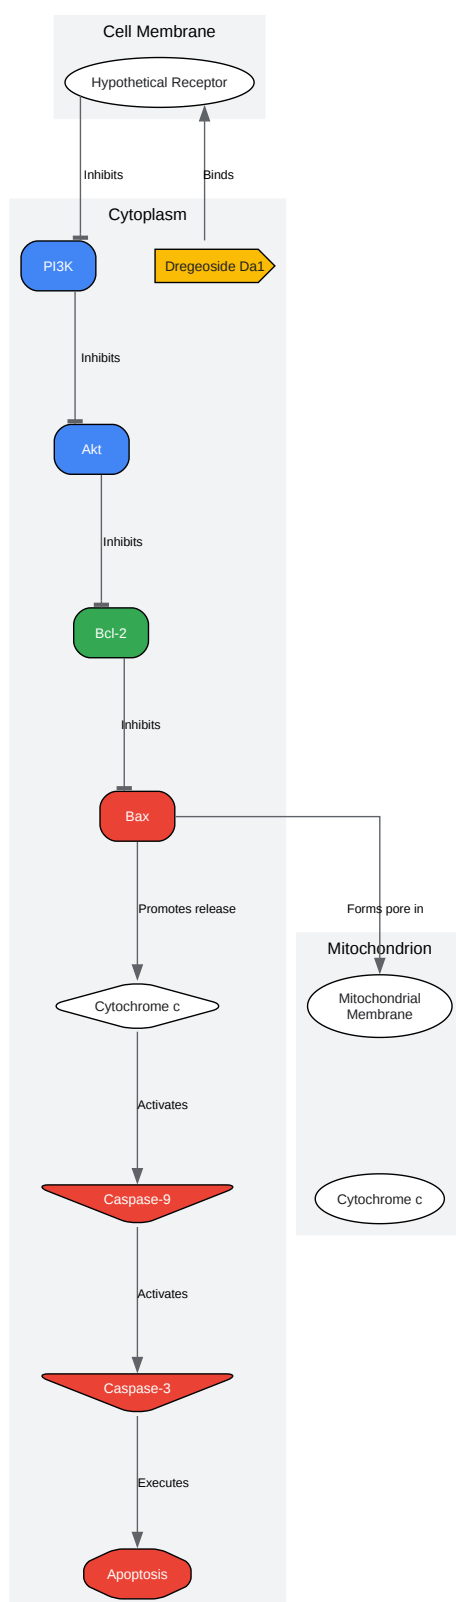 Cell Membrane
Hypothetical Receptor
Inhibits
Binds
Cytoplasm
PI3K
Dregeoside Da1
Inhibits
Akt
Inhibits
Bcl-2
Inhibits
Bax
Promotes release
Forms pore in
Mitochondrion
Cytochrome c
Mitochondrial
Membrane
Activates
Caspase-9
Cytochrome c
Activates
Caspase-3
Executes
Apoptosis